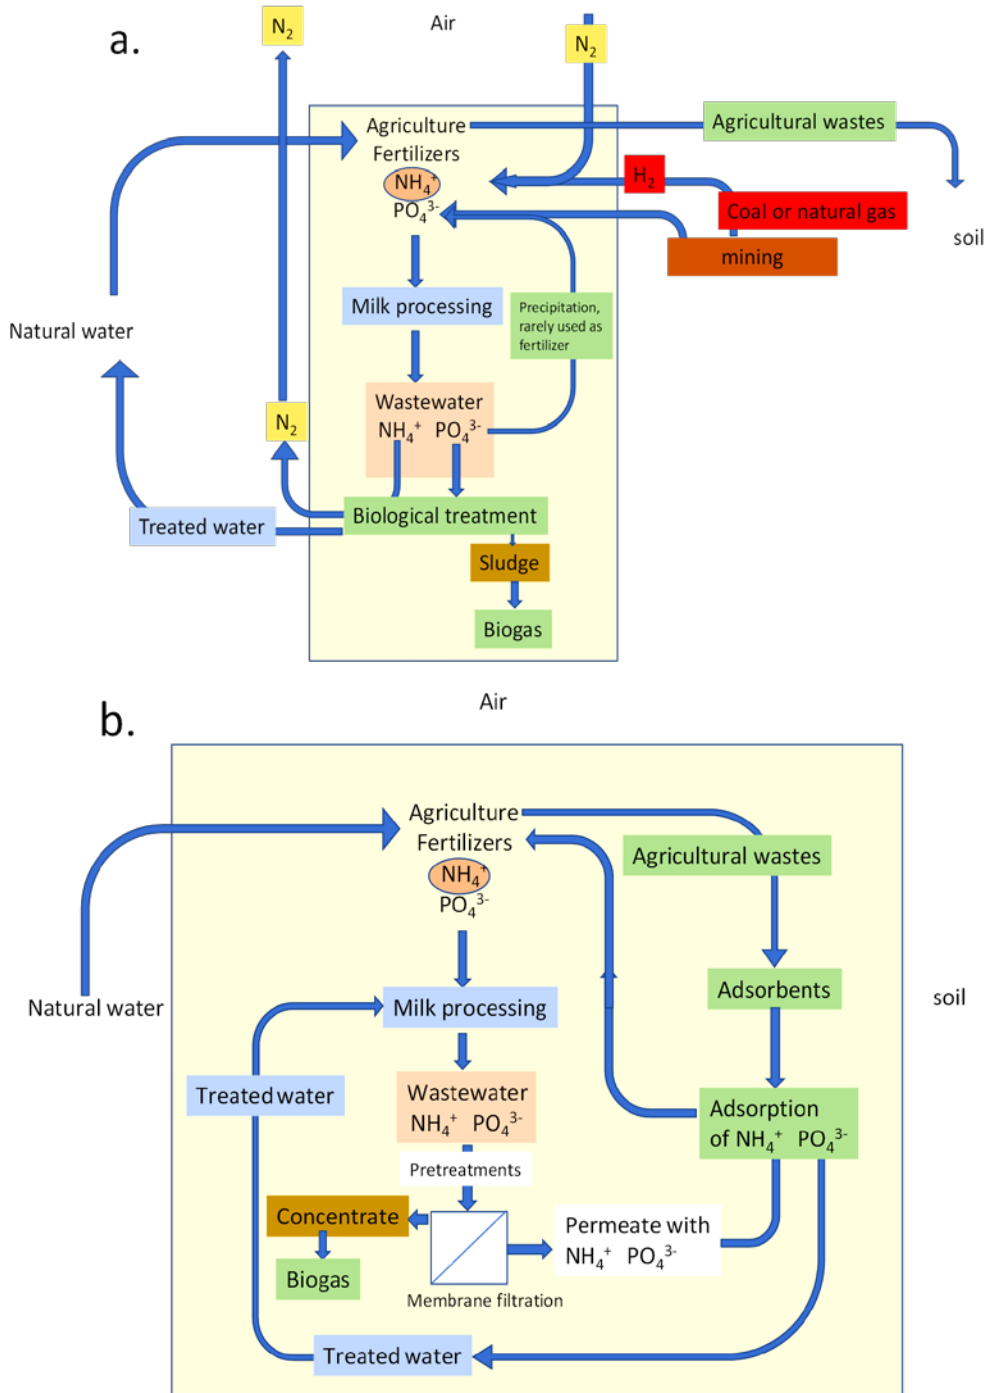 a.
Air
N₂
N₂
Agriculture
Fertilizers
NH₄⁺
PO₄³⁻
Agricultural wastes
H₂
Coal or natural gas
mining
soil
Milk processing
Precipitation,
rarely used as
fertilizer
Natural water
Wastewater
NH₄⁺ PO₄³⁻
N₂
Treated water
Biological treatment
Sludge
Biogas
b.
Air
Agriculture
Fertilizers
NH₄⁺
PO₄³⁻
Agricultural wastes
Natural water
Milk processing
Adsorbents
soil
Treated water
Wastewater
NH₄⁺ PO₄³⁻
Adsorption
of NH₄⁺ PO₄³⁻
Pretreatments
Concentrate
Permeate with
NH₄⁺ PO₄³⁻
Biogas
Membrane filtration
Treated water